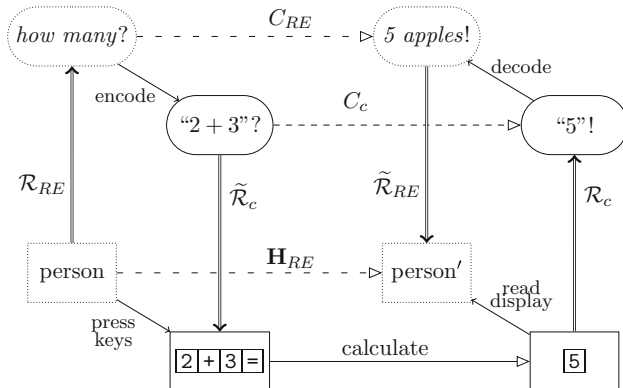 C_RE
how many?
5 apples!
encode
decode
“2 + 3”?
C_c
“5”!
R_RE
R̃_c
R̃_RE
R_c
person
H_RE
person′
press
keys
read
display
2 + 3 =
calculate
5